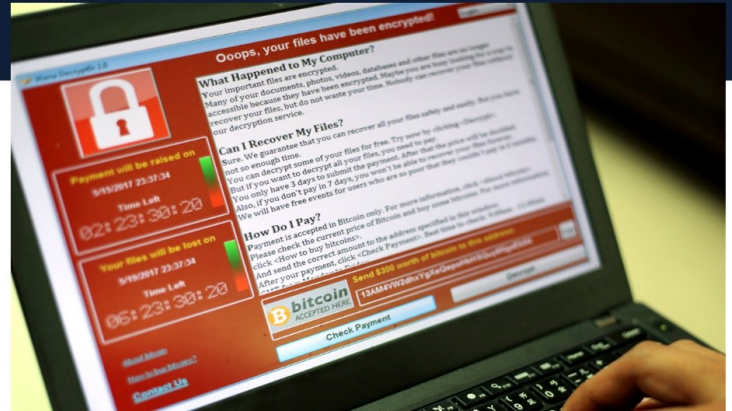 Wana Decrypt0r 2.0
Ooops, your files have been encrypted!
What Happened to My Computer?
Your important files are encrypted.
Many of your documents, photos, videos, databases and other files are no longer
accessible because they have been encrypted. Maybe you are busy looking for a way to
recover your files, but do not waste your time. Nobody can recover your files without
our decryption service.
Can I Recover My Files?
Sure. We guarantee that you can recover all your files safely and easily. But you have
not so enough time.
You can decrypt some of your files for free. Try now by clicking <Decrypt>.
But if you want to decrypt all your files, you need to pay.
You only have 3 days to submit the payment. After that the price will be doubled.
Also, if you don't pay in 7 days, you won't be able to recover your files forever.
We will have free events for users who are so poor that they couldn't pay in 6 months.
How Do I Pay?
Payment is accepted in Bitcoin only. For more information, click <About bitcoin>.
Please check the current price of Bitcoin and buy some bitcoins. For more information,
click <How to buy bitcoins>.
And send the correct amount to the address specified in this window.
After your payment, click <Check Payment>. Best time to check:
Payment will be raised on
5/15/2017 23:37:34
Time Left
02:23:30:20
Your files will be lost on
5/19/2017 23:37:34
Time Left
06:23:30:20
About bitcoin
How to buy bitcoins?
Contact Us
bitcoin
ACCEPTED HERE
Send $300 worth of bitcoin to this address:
Check Payment
Decrypt